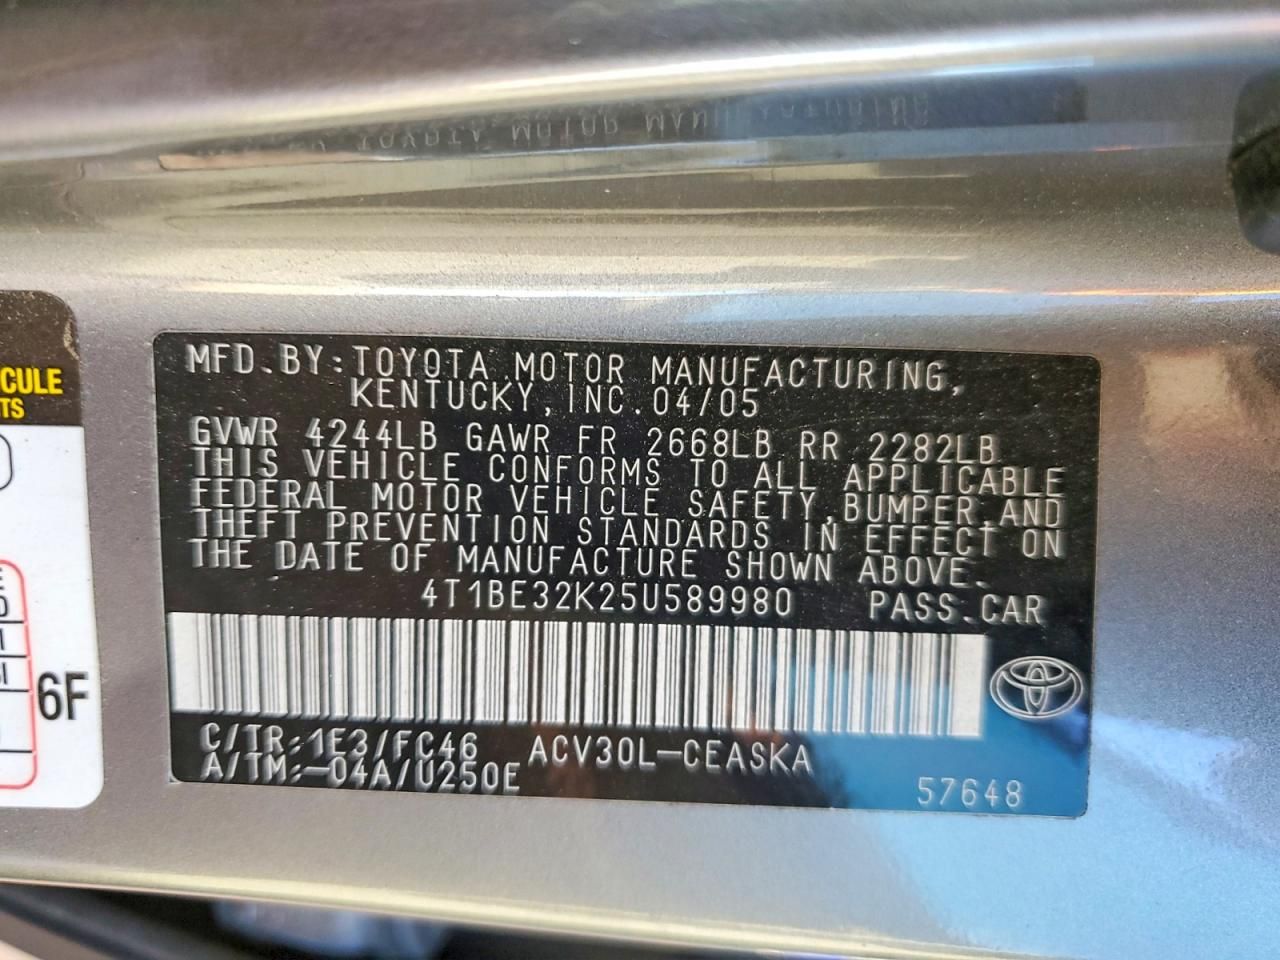 MFD.BY:TOYOTA MOTOR MANUFACTURING,
KENTUCKY,INC.04/05
GVWR 4244LB GAWR FR 2668LB RR 2282LB
THIS VEHICLE CONFORMS TO ALL APPLICABLE
FEDERAL MOTOR VEHICLE SAFETY,BUMPER,AND
THEFT PREVENTION STANDARDS IN EFFECT ON
THE DATE OF MANUFACTURE SHOWN ABOVE.
4T1BE32K25U589980 PASS.CAR
C/TR:1E3/FC46 ACV30L-CEASKA
A/TM:-04A/U250E
57648
CULE
TS
6F